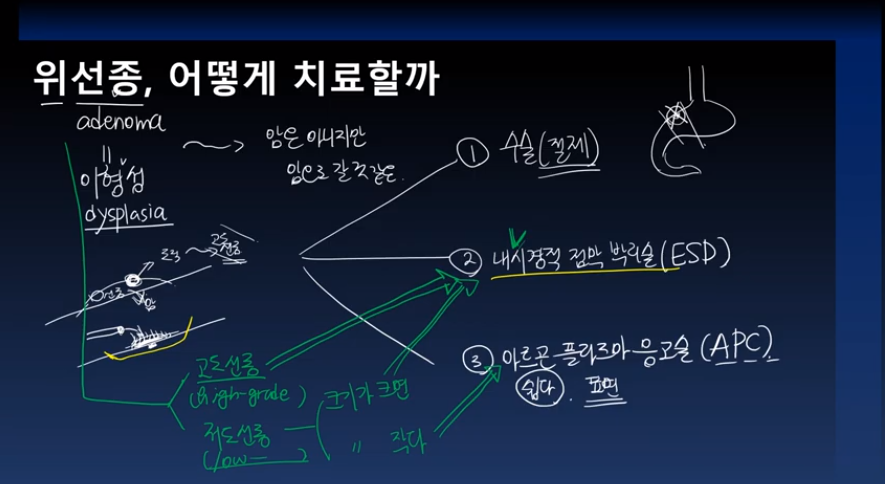 위선종, 어떻게 치료할까
adenoma
||
이형성
dysplasia
암은 아니지만
암으로 갈 것 같은.
① 수술(절제)
② 내시경적 점막 박리술(ESD)
③ 아르곤 플라즈마 응고술 (APC)
쉽다. 표면
조직
고도선종
선종
암
고도선종
(high-grade)
저도선종
(low-
크기가 크면
〃 작다